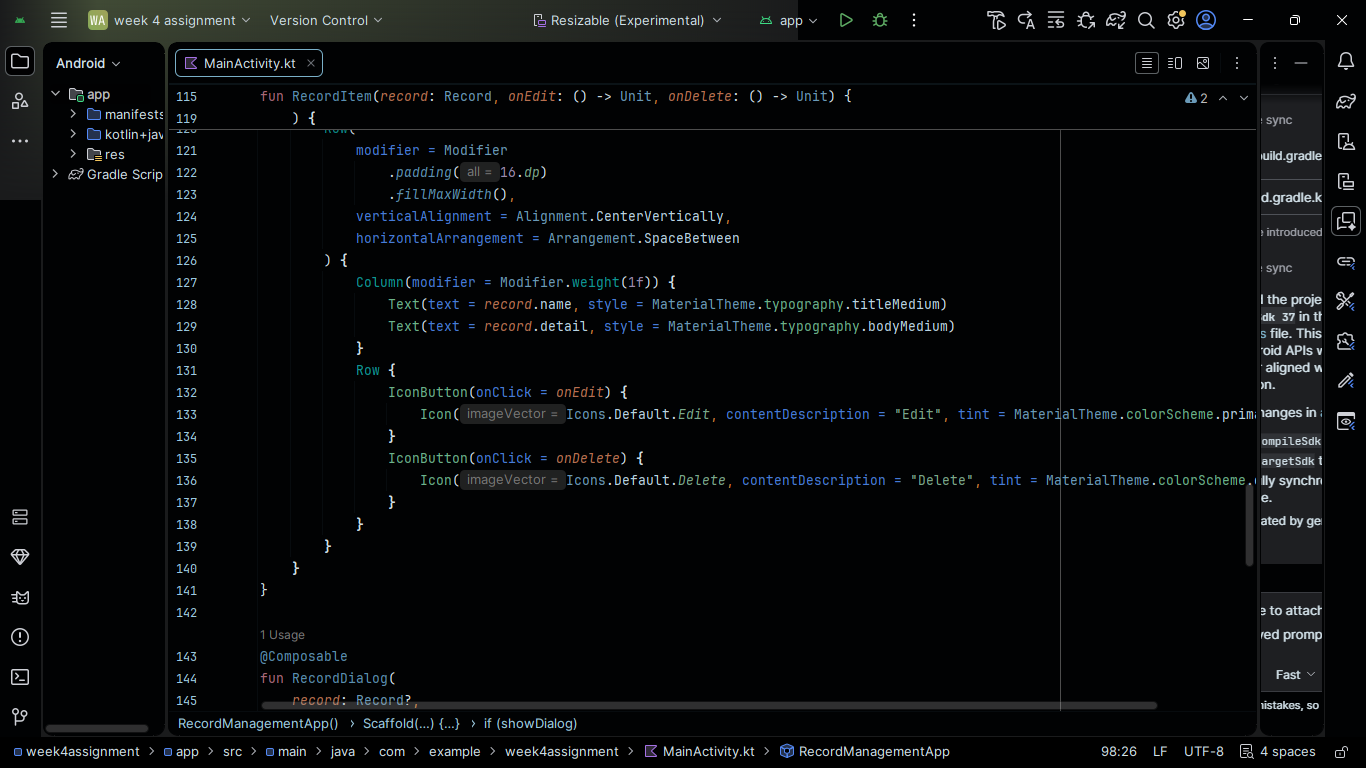 WA week 4 assignment Version Control Resizable (Experimental) app
Android
MainActivity.kt
app
manifests
kotlin+jav
res
Gradle Scrip
115 fun RecordItem(record: Record, onEdit: () -> Unit, onDelete: () -> Unit) {
2
119 ) {
120 Row(
121 modifier = Modifier
122 .padding( all = 16.dp)
123 .fillMaxWidth(),
124 verticalAlignment = Alignment.CenterVertically,
125 horizontalArrangement = Arrangement.SpaceBetween
126 ) {
127 Column(modifier = Modifier.weight(1f)) {
128 Text(text = record.name, style = MaterialTheme.typography.titleMedium)
129 Text(text = record.detail, style = MaterialTheme.typography.bodyMedium)
130 }
131 Row {
132 IconButton(onClick = onEdit) {
133 Icon( imageVector = Icons.Default.Edit, contentDescription = "Edit", tint = MaterialTheme.colorScheme.prim
134 }
135 IconButton(onClick = onDelete) {
136 Icon( imageVector = Icons.Default.Delete, contentDescription = "Delete", tint = MaterialTheme.colorScheme.
137 }
138 }
139 }
140 }
141 }
142
1 Usage
143 @Composable
144 fun RecordDialog(
145 record: Record?,
RecordManagementApp() › Scaffold(...) {...} › if (showDialog)
e sync
uild.gradle
d.gradle.k
e introduced
e sync
d the proje
dk 37 in th
s file. This
roid APIs w
r aligned w
on.
hanges in a
ompileSdk
argetSdk t
lly synchro
e.
ated by ge
e to attach
ved promp
Fast
istakes, so
week4assignment › app › src › main › java › com › example › week4assignment › MainActivity.kt › RecordManagementApp 98:26 LF UTF-8 4 spaces